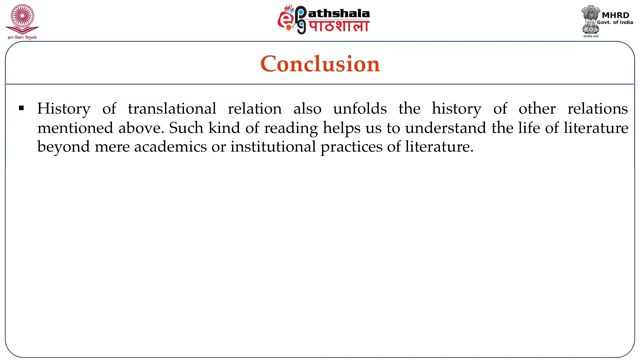 ePathshala
पाठशाला
MHRD
Govt. of India
Conclusion
▪ History of translational relation also unfolds the history of other relations
mentioned above. Such kind of reading helps us to understand the life of literature
beyond mere academics or institutional practices of literature.